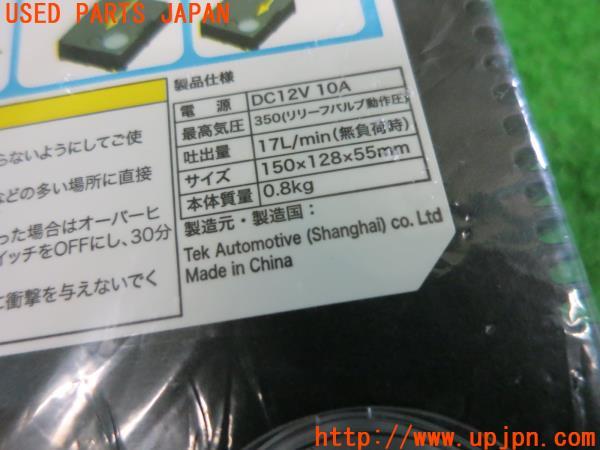 USED PARTS JAPAN
製品仕様
電 源 DC12V 10A
最高気圧 350(リリーフバルブ動作圧)
吐出量 17L/min(無負荷時)
サイズ 150×128×55mm
本体質量 0.8kg
製造元・製造国：
Tek Automotive (Shanghai) co. Ltd
Made in China
らないようにしてご使
などの多い場所に直接
った場合はオーバーヒ
イッチをOFFにし、30分
に衝撃を与えないでく
http://www.upjpn.com/